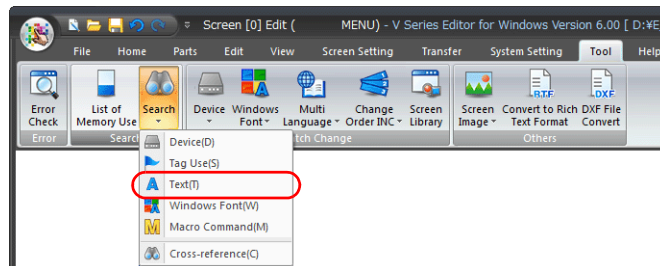 Screen [0] Edit ( MENU) - V Series Editor for Windows Version 6.00 [ D:¥E
File Home Parts Edit View Screen Setting Transfer System Setting Tool Help
Error Check
List of Memory Use
Search
Device
Windows Font
Multi Language
Change Order INC
Screen Library
Screen Image
Convert to Rich Text Format
DXF File Convert
RTF
DXF
Error Search tch Change Others
Device(D)
Tag Use(S)
Text(T)
Windows Font(W)
Macro Command(M)
Cross-reference(C)